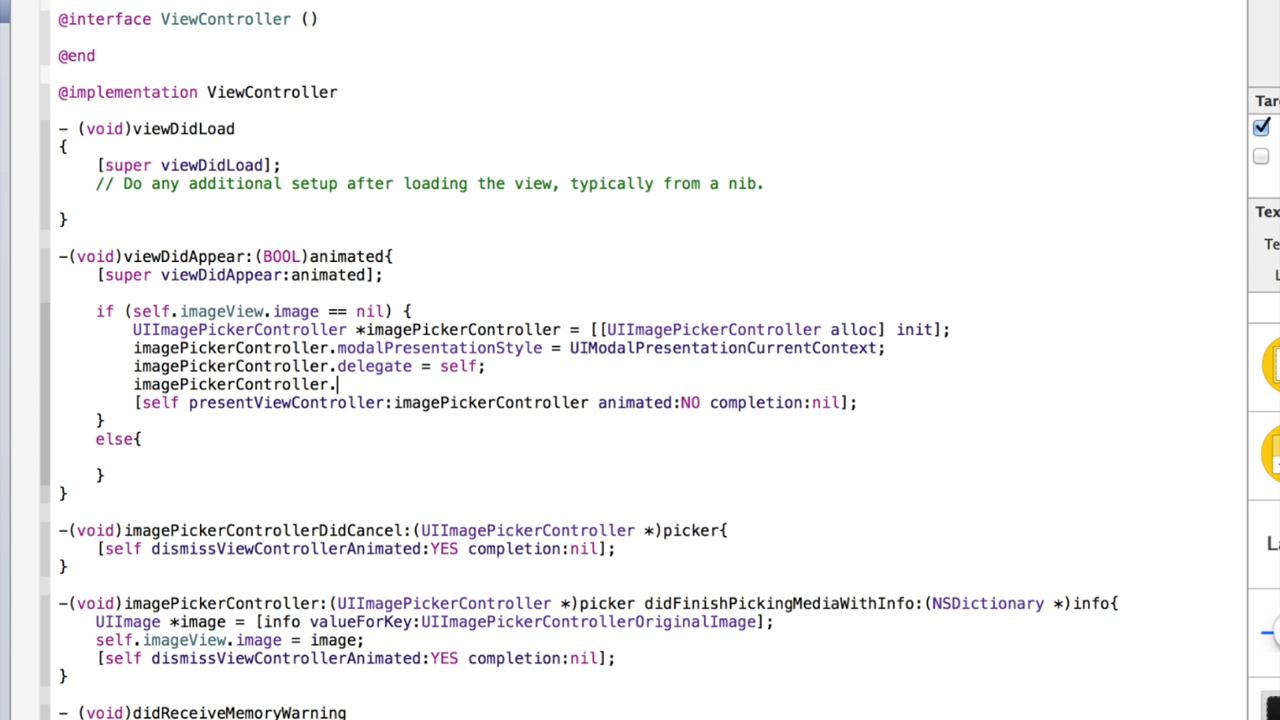 @interface ViewController ()
@end
@implementation ViewController
- (void)viewDidLoad
{
    [super viewDidLoad];
    // Do any additional setup after loading the view, typically from a nib.
}
-(void)viewDidAppear:(BOOL)animated{
    [super viewDidAppear:animated];
    if (self.imageView.image == nil) {
        UIImagePickerController *imagePickerController = [[UIImagePickerController alloc] init];
        imagePickerController.modalPresentationStyle = UIModalPresentationCurrentContext;
        imagePickerController.delegate = self;
        imagePickerController.
        [self presentViewController:imagePickerController animated:NO completion:nil];
    }
    else{
    }
}
-(void)imagePickerControllerDidCancel:(UIImagePickerController *)picker{
    [self dismissViewControllerAnimated:YES completion:nil];
}
-(void)imagePickerController:(UIImagePickerController *)picker didFinishPickingMediaWithInfo:(NSDictionary *)info{
    UIImage *image = [info valueForKey:UIImagePickerControllerOriginalImage];
    self.imageView.image = image;
    [self dismissViewControllerAnimated:YES completion:nil];
}
- (void)didReceiveMemoryWarning
Tar
Tex
Te
L
La